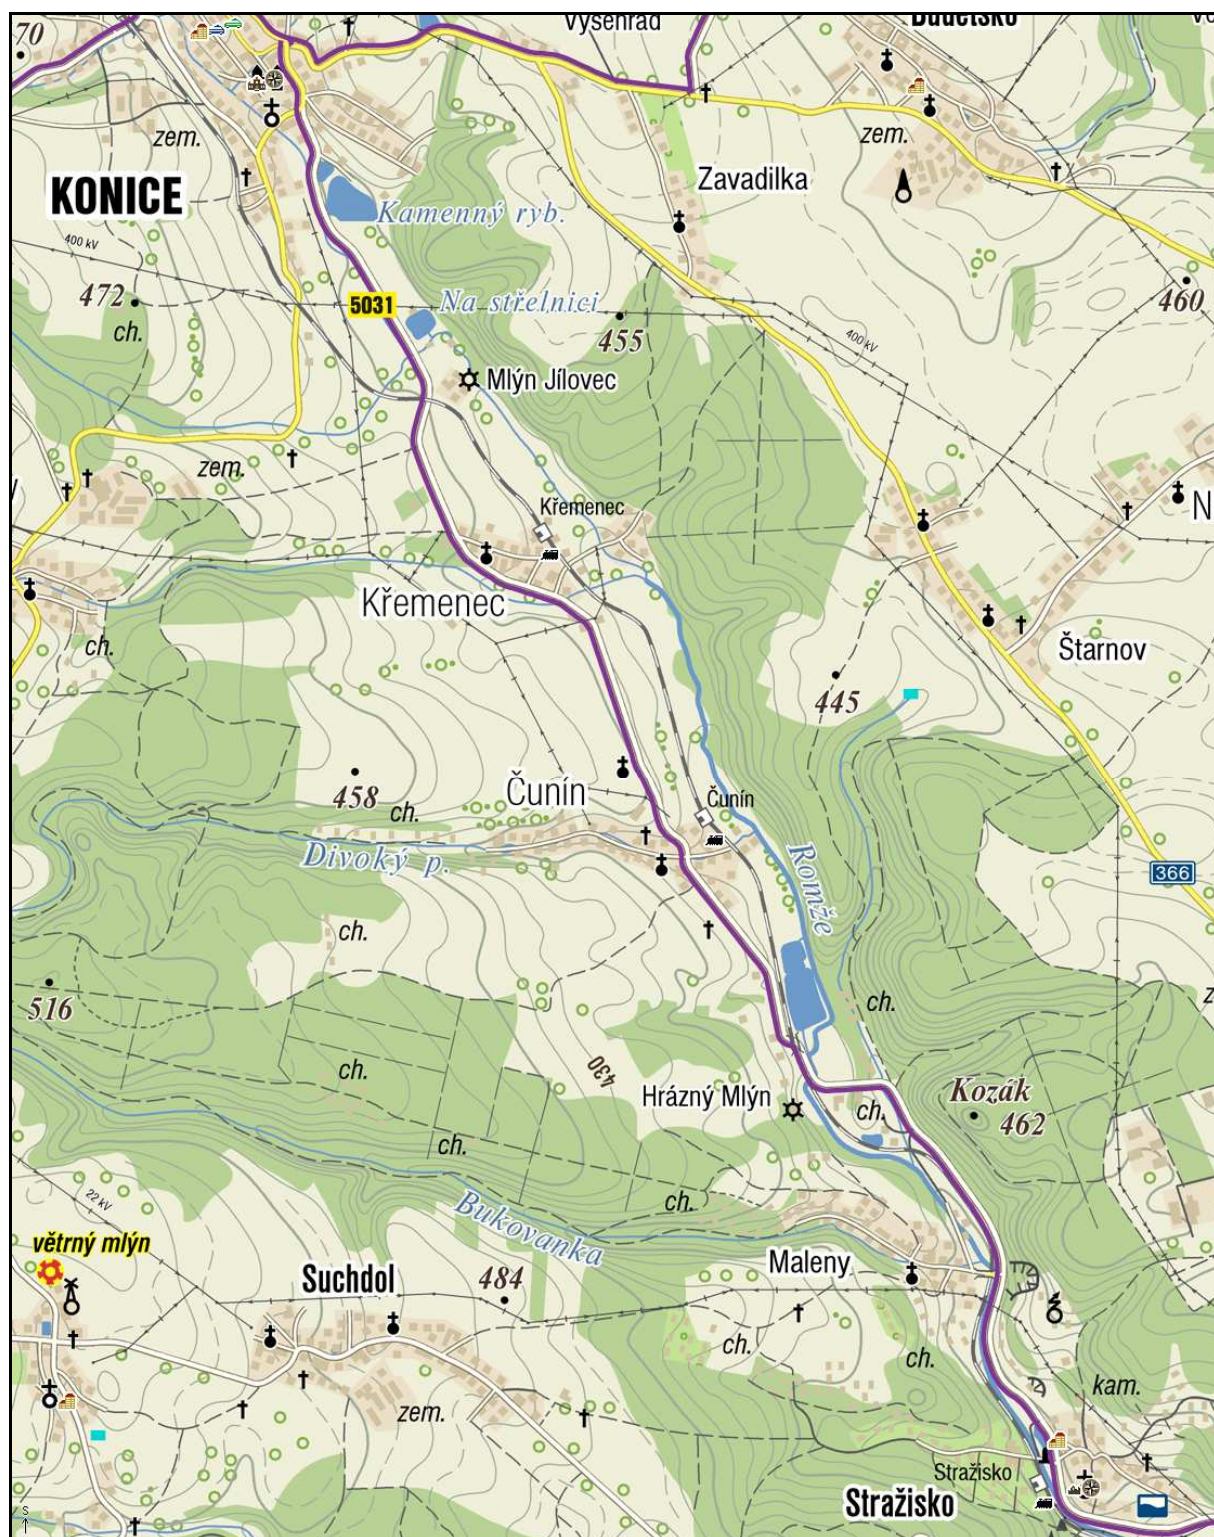 70
Vyšehrad
zem.
zem.
KONICE
Zavadilka
Kamenný ryb.
400 kV
472
ch.
5031
Na střelnici
455
460
400 kV
Mlýn Jílovec
zem.
Křemenec
N
Křemenec
ch.
Štarnov
445
458
ch.
Čunín
Čunín
Divoký p.
Romže
366
ch.
ch.
516
z
430
ch.
Hrázný Mlýn
ch.
Kozák
462
ch.
22 kV
ch.
Bukovanka
větrný mlýn
Suchdol
484
Maleny
ch.
ch.
kam.
zem.
Stražisko
Stražisko
S